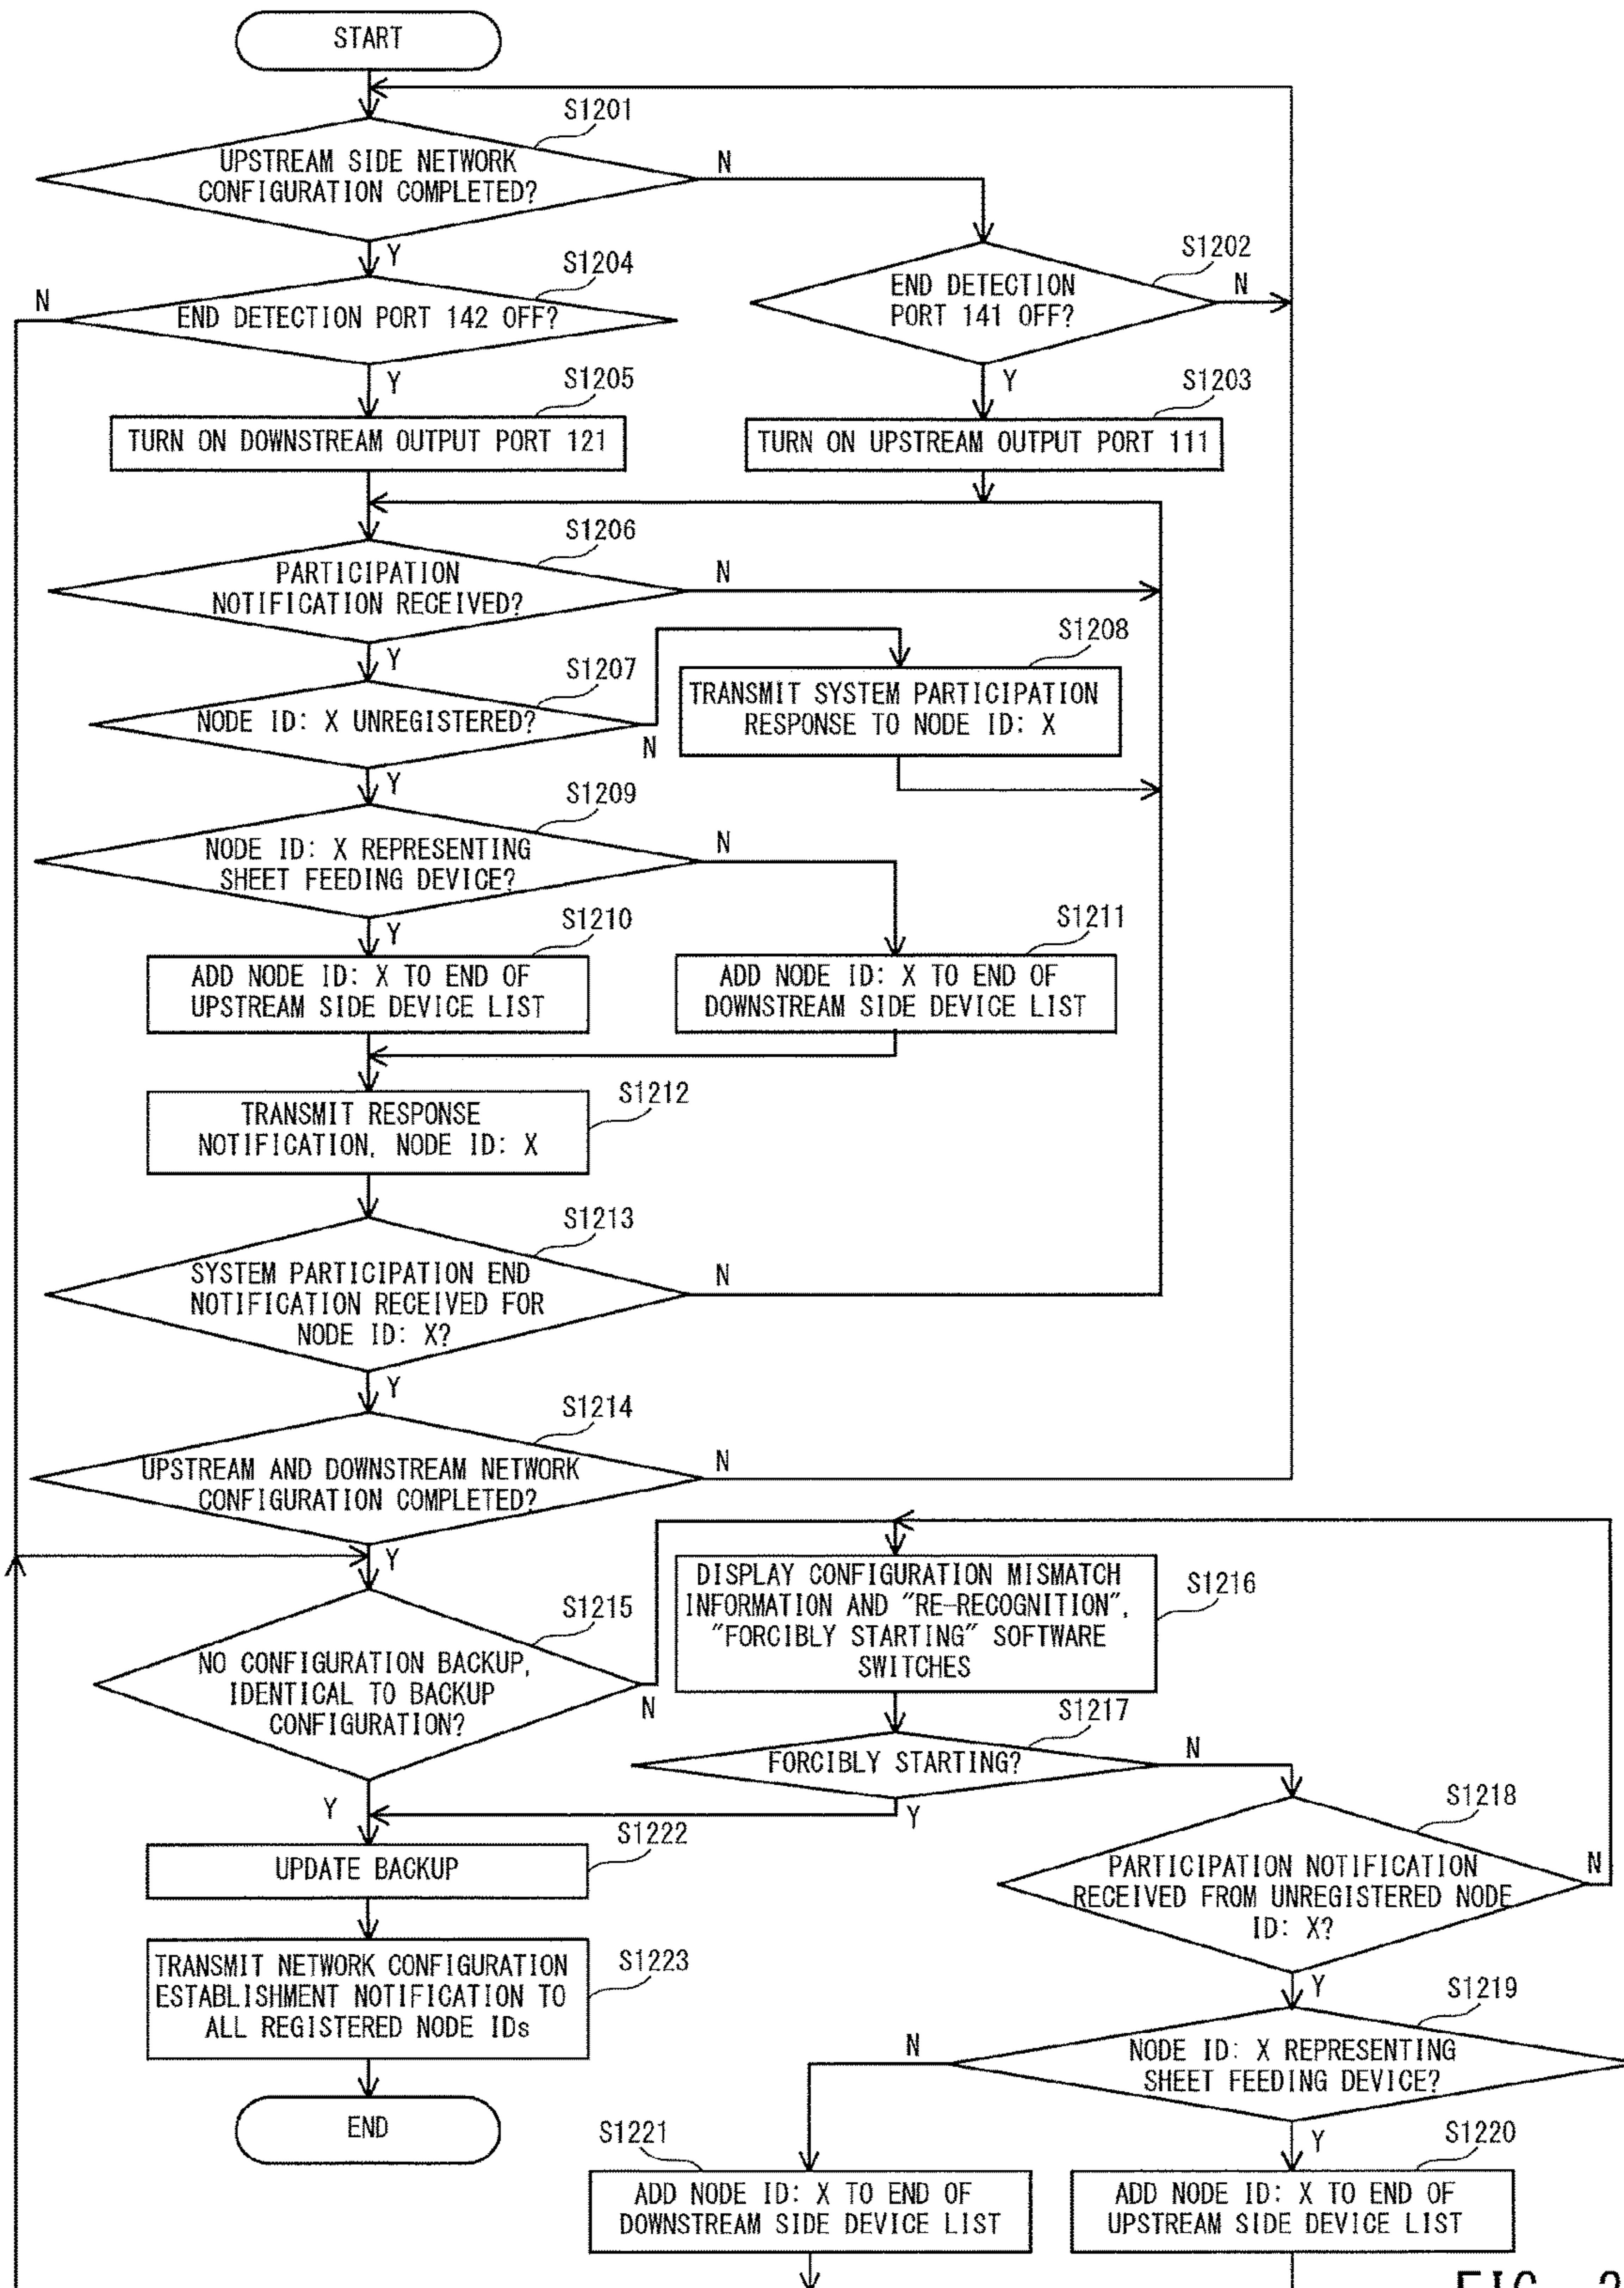 START
S1201
UPSTREAM SIDE NETWORK
CONFIGURATION COMPLETED?
N
Y
S1202
END DETECTION
PORT 141 OFF?
N
Y
S1204
N
END DETECTION PORT 142 OFF?
Y
S1205
TURN ON DOWNSTREAM OUTPUT PORT 121
S1203
TURN ON UPSTREAM OUTPUT PORT 111
S1206
PARTICIPATION
NOTIFICATION RECEIVED?
N
Y
S1207
NODE ID: X UNREGISTERED?
N
Y
S1208
TRANSMIT SYSTEM PARTICIPATION
RESPONSE TO NODE ID: X
S1209
NODE ID: X REPRESENTING
SHEET FEEDING DEVICE?
N
Y
S1210
ADD NODE ID: X TO END OF
UPSTREAM SIDE DEVICE LIST
S1211
ADD NODE ID: X TO END OF
DOWNSTREAM SIDE DEVICE LIST
S1212
TRANSMIT RESPONSE
NOTIFICATION, NODE ID: X
S1213
SYSTEM PARTICIPATION END
NOTIFICATION RECEIVED FOR
NODE ID: X?
N
Y
S1214
UPSTREAM AND DOWNSTREAM NETWORK
CONFIGURATION COMPLETED?
N
Y
S1215
NO CONFIGURATION BACKUP,
IDENTICAL TO BACKUP
CONFIGURATION?
N
Y
S1216
DISPLAY CONFIGURATION MISMATCH
INFORMATION AND "RE-RECOGNITION",
"FORCIBLY STARTING" SOFTWARE
SWITCHES
S1217
FORCIBLY STARTING?
N
Y
S1218
PARTICIPATION NOTIFICATION
RECEIVED FROM UNREGISTERED NODE
ID: X?
N
Y
S1222
UPDATE BACKUP
S1223
TRANSMIT NETWORK CONFIGURATION
ESTABLISHMENT NOTIFICATION TO
ALL REGISTERED NODE IDs
END
S1219
NODE ID: X REPRESENTING
SHEET FEEDING DEVICE?
N
Y
S1221
ADD NODE ID: X TO END OF
DOWNSTREAM SIDE DEVICE LIST
S1220
ADD NODE ID: X TO END OF
UPSTREAM SIDE DEVICE LIST